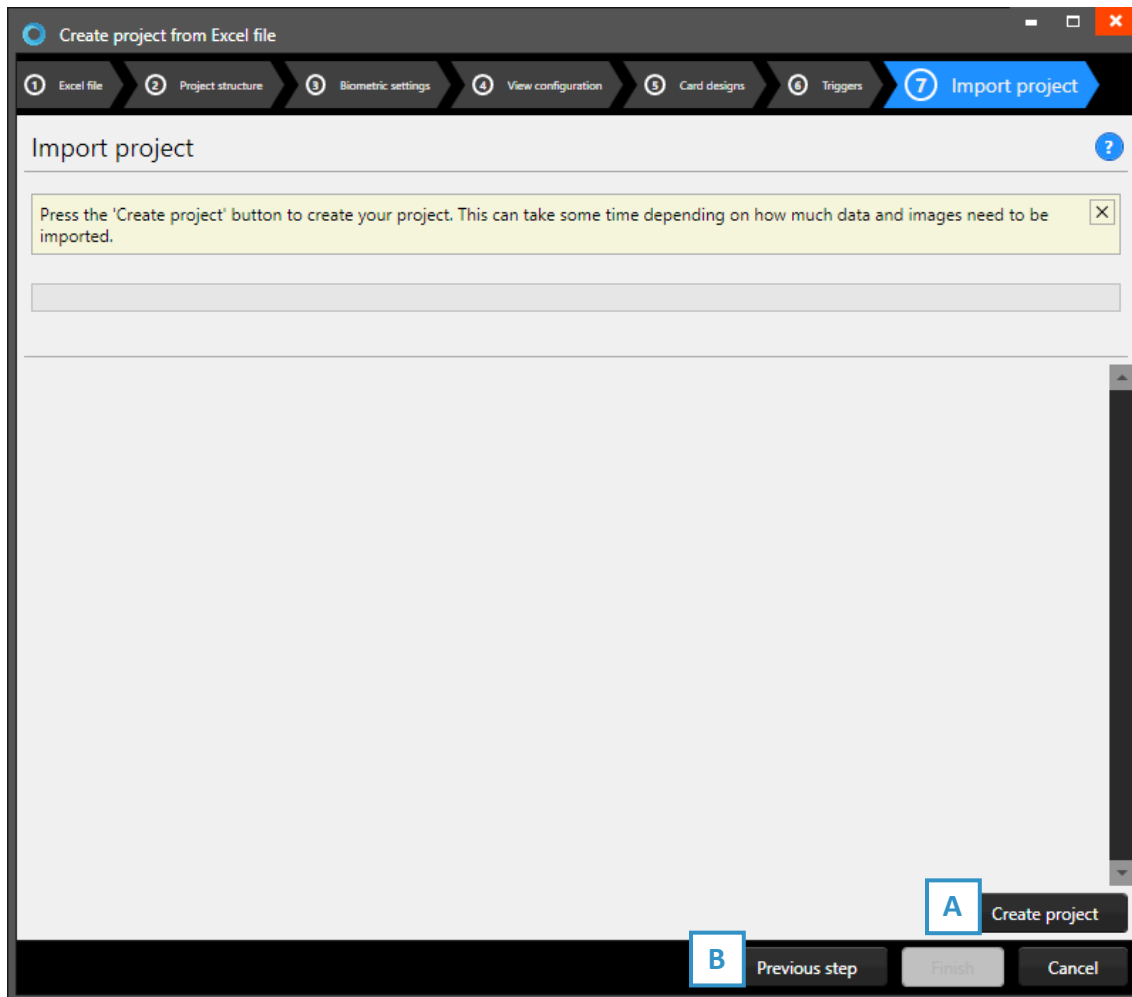 Create project from Excel file
1 Excel file 2 Project structure 3 Biometric settings 4 View configuration 5 Card designs 6 Triggers 7 Import project
Import project
?
Press the 'Create project' button to create your project. This can take some time depending on how much data and images need to be
imported.
A Create project
B Previous step Finish Cancel